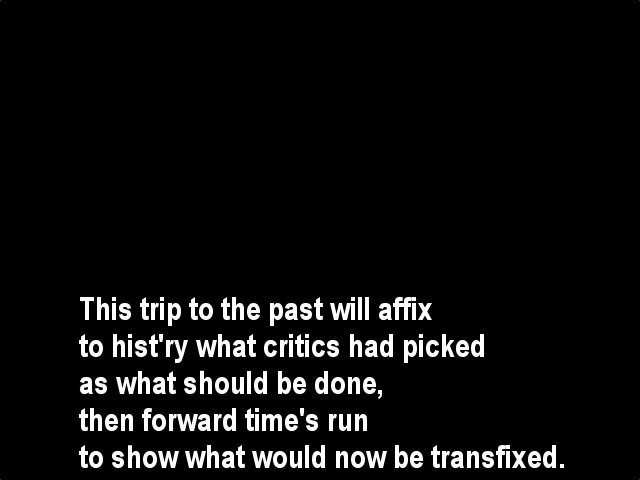 This trip to the past will affix
to hist'ry what critics had picked
as what should be done,
then forward time's run
to show what would now be transfixed.